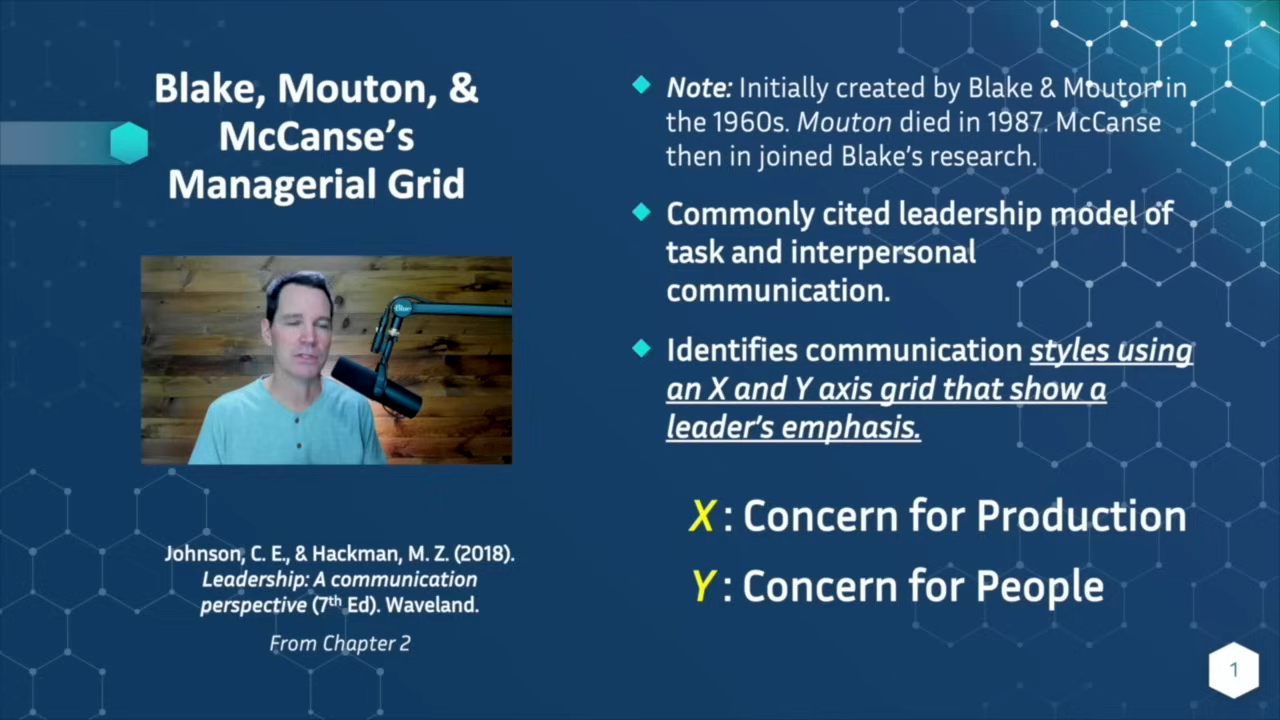 Blake, Mouton, &
McCanse's
Managerial Grid
Johnson, C. E., & Hackman, M. Z. (2018).
Leadership: A communication
perspective (7th Ed). Waveland.
From Chapter 2
Note: Initially created by Blake & Mouton in
the 1960s. Mouton died in 1987. McCanse
then in joined Blake's research.
Commonly cited leadership model of
task and interpersonal
communication.
Identifies communication styles using
an X and Y axis grid that show a
leader's emphasis.
X : Concern for Production
Y : Concern for People
Blue
1